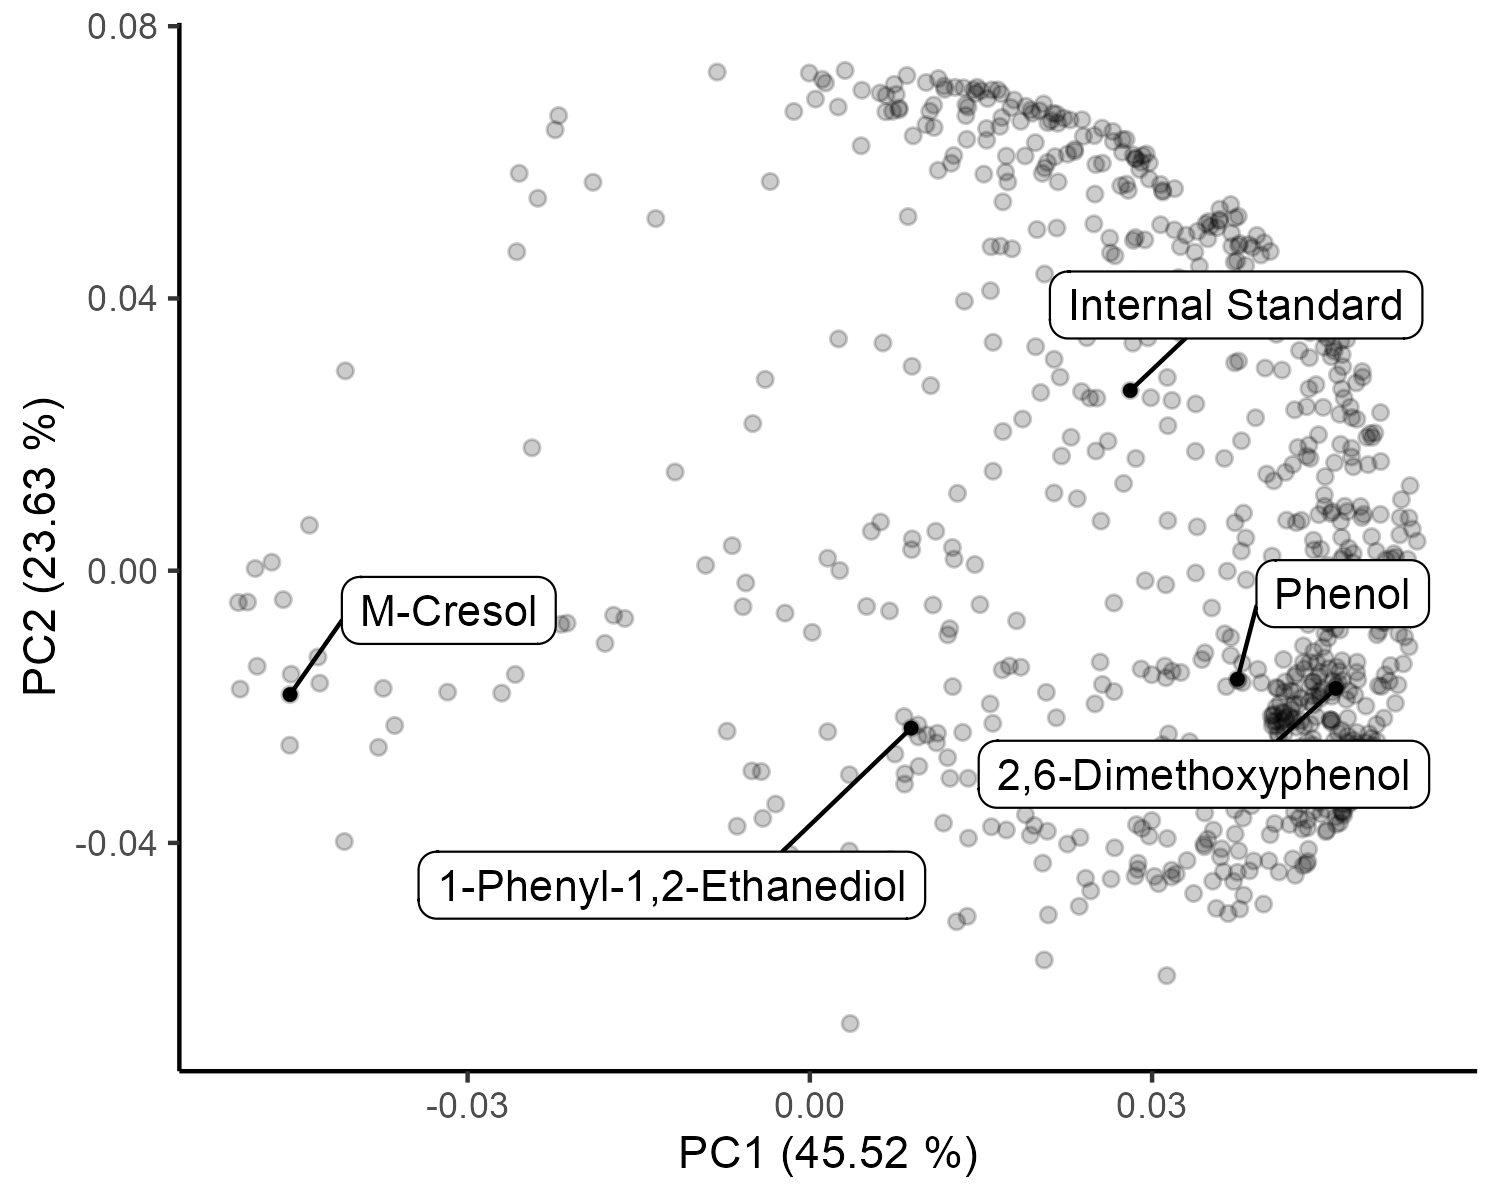 0.08
0.04
0.00
-0.04
PC2 (23.63 %)
Internal Standard
Phenol
M-Cresol
2,6-Dimethoxyphenol
1-Phenyl-1,2-Ethanediol
-0.03
0.00
0.03
PC1 (45.52 %)